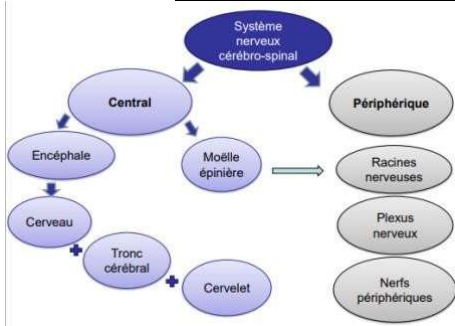 Système
nerveux
cérébro-spinal
Central
Périphérique
Encéphale
Moëlle
épinière
Racines
nerveuses
Cerveau
Plexus
nerveux
Tronc
cérébral
Cervelet
Nerfs
périphériques